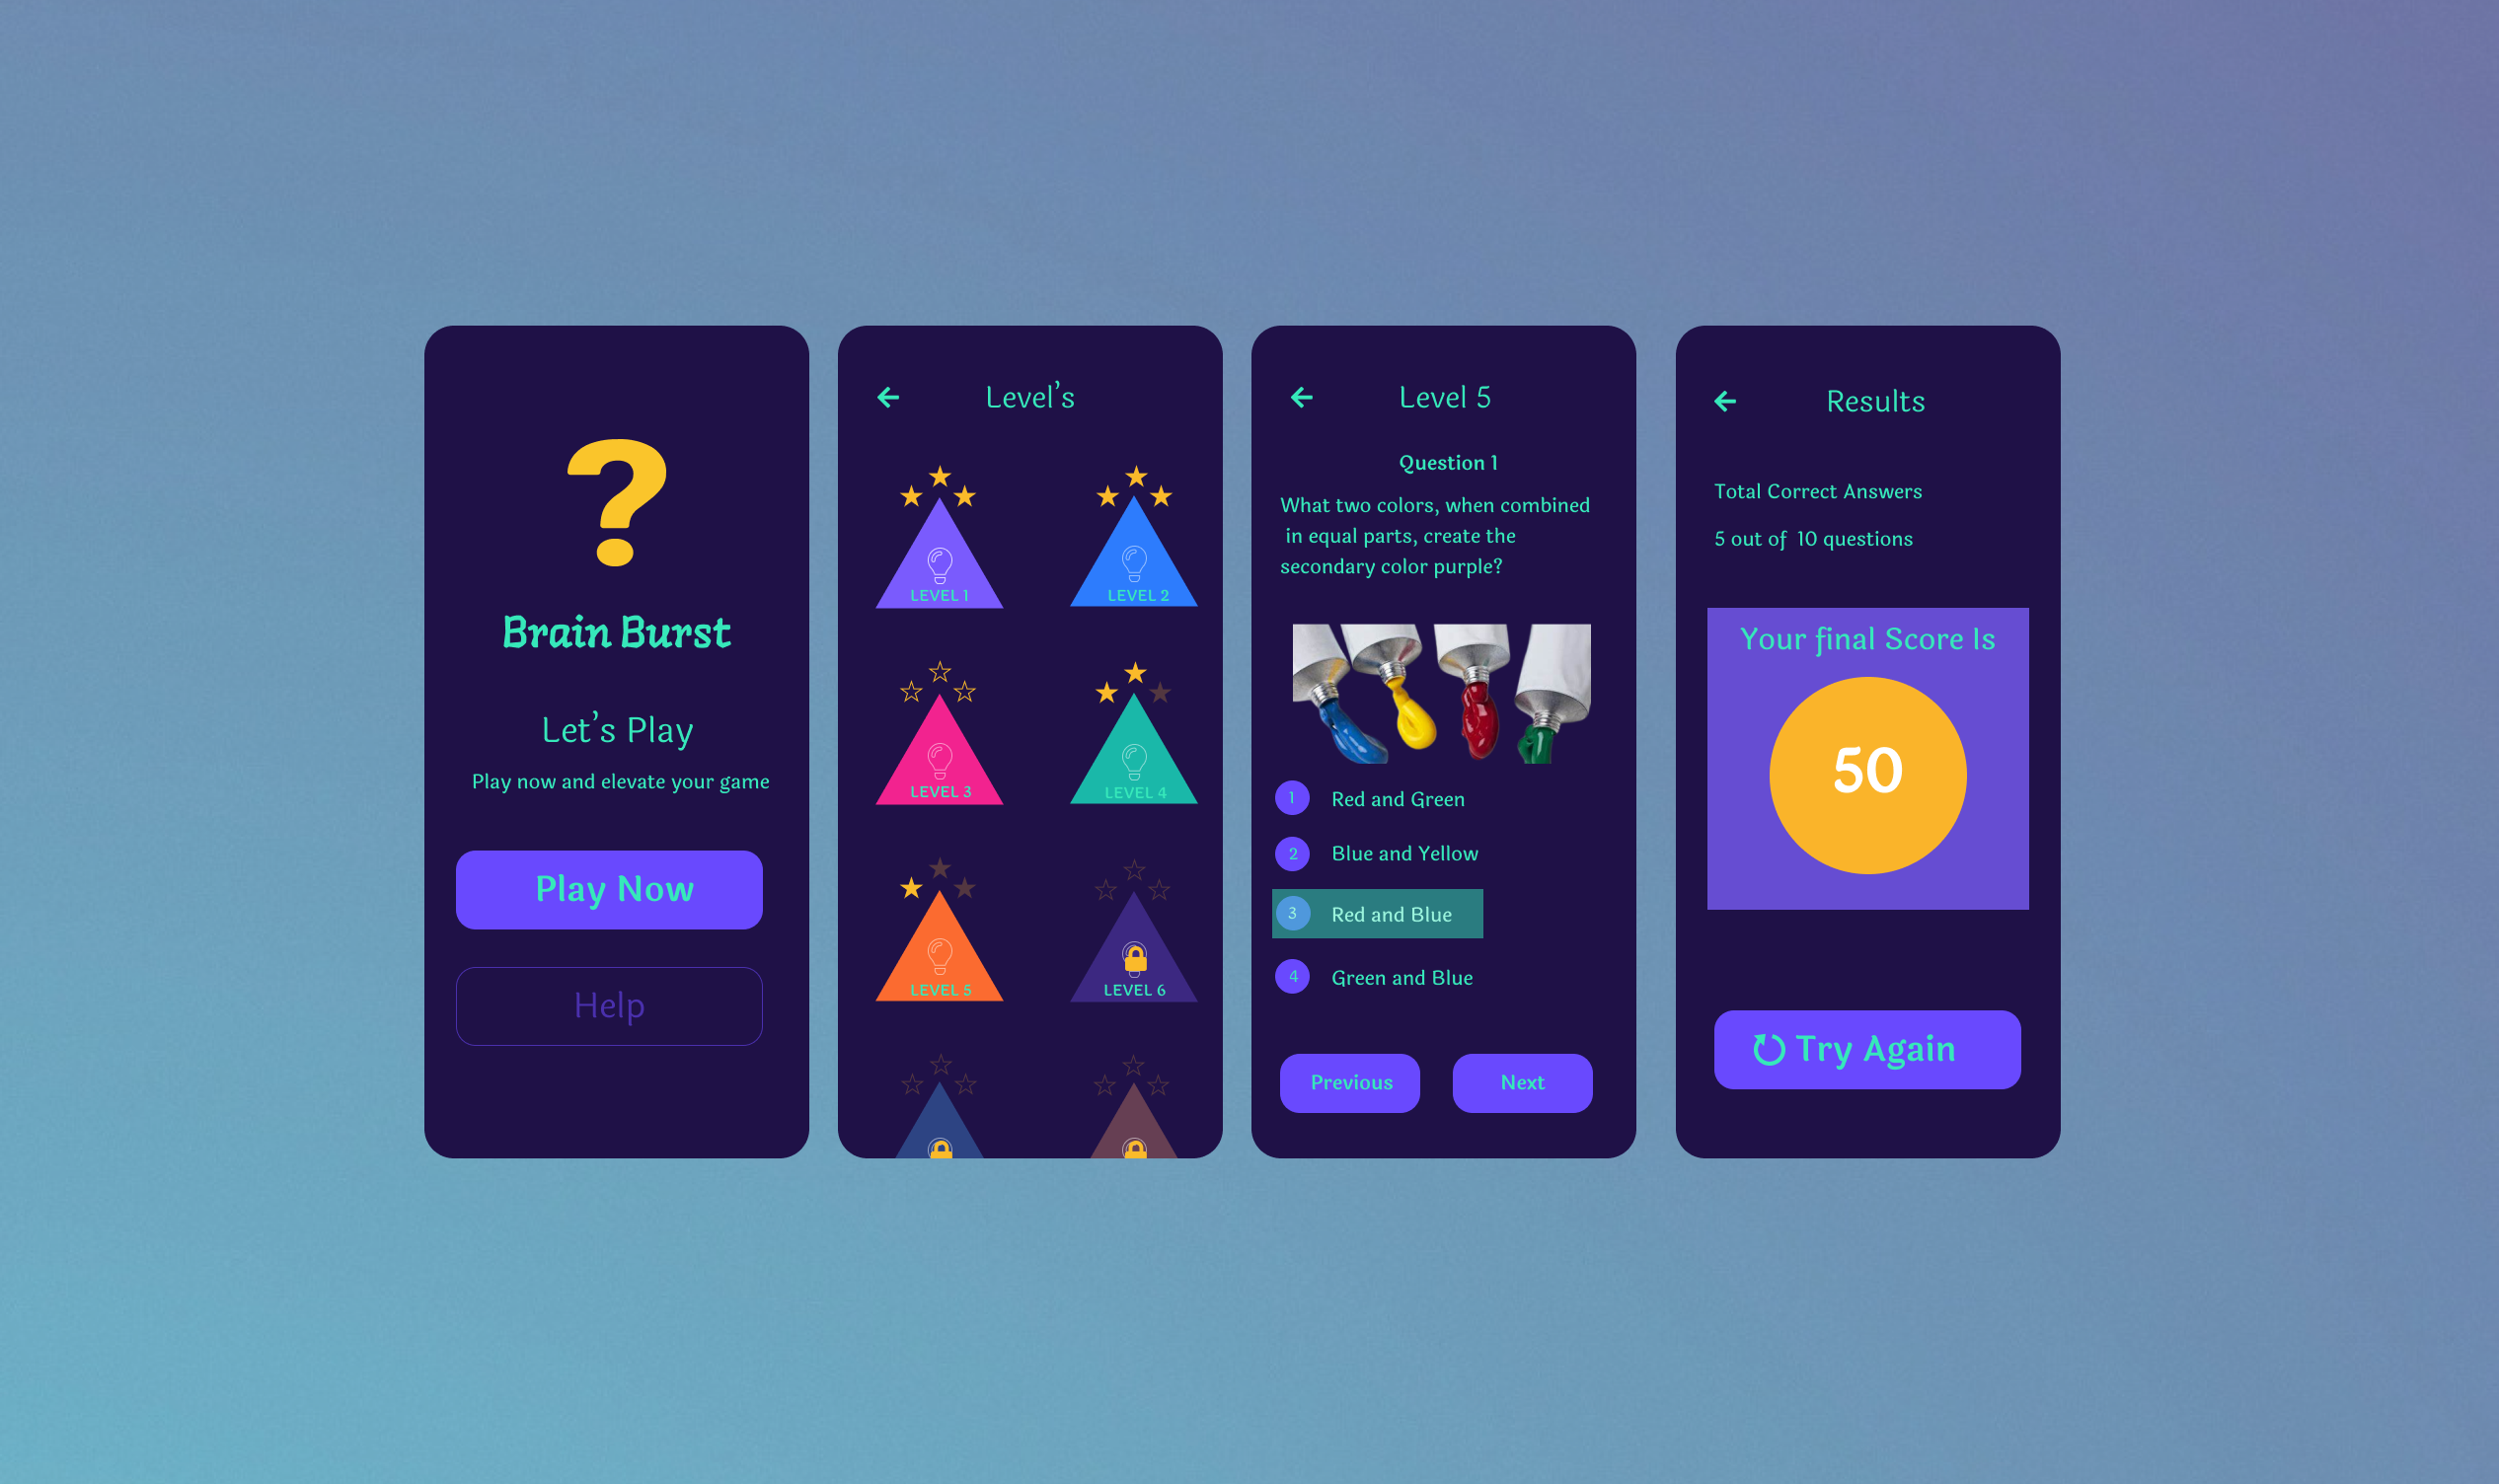 Brain Burst
Let's Play
Play now and elevate your game
Play Now
Help
Level's
LEVEL 1
LEVEL 2
LEVEL 3
LEVEL 4
LEVEL 5
LEVEL 6
Level 5
Question 1
What two colors, when combined
in equal parts, create the
secondary color purple?
1 Red and Green
2 Blue and Yellow
3 Red and Blue
4 Green and Blue
Previous
Next
Results
Total Correct Answers
5 out of 10 questions
Your final Score Is
50
Try Again